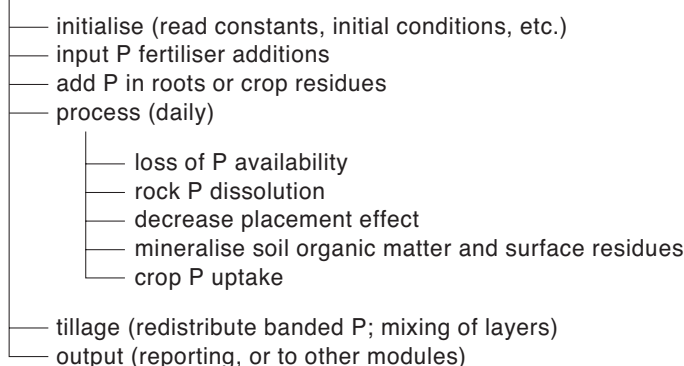 initialise (read constants, initial conditions, etc.)
input P fertiliser additions
add P in roots or crop residues
process (daily)
loss of P availability
rock P dissolution
decrease placement effect
mineralise soil organic matter and surface residues
crop P uptake
tillage (redistribute banded P; mixing of layers)
output (reporting, or to other modules)